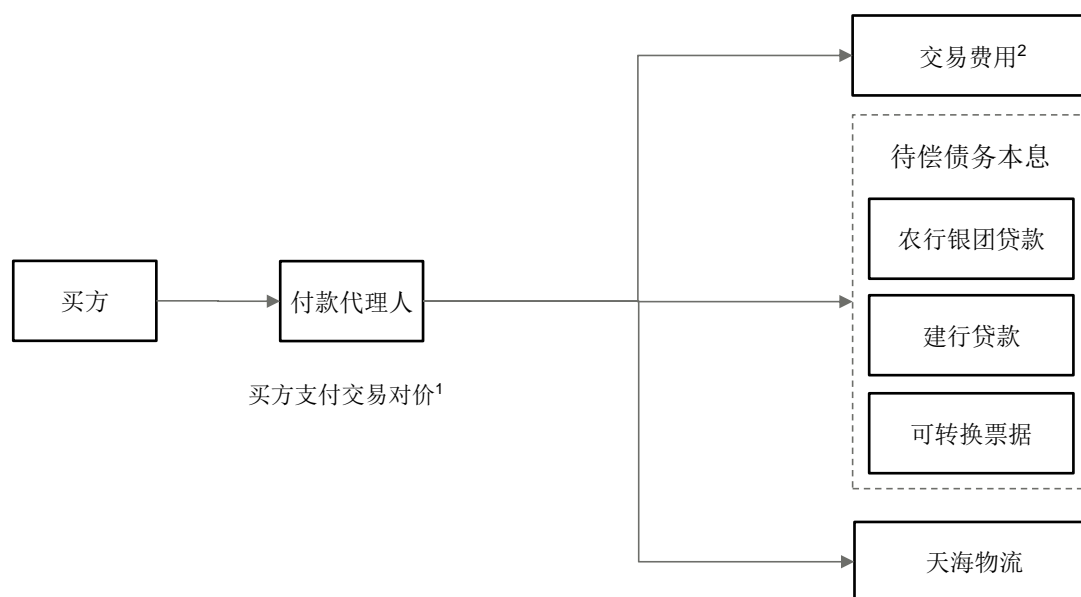 交易费用²
待偿债务本息
农行银团贷款
买方
付款代理人
建行贷款
买方支付交易对价¹
可转换票据
天海物流